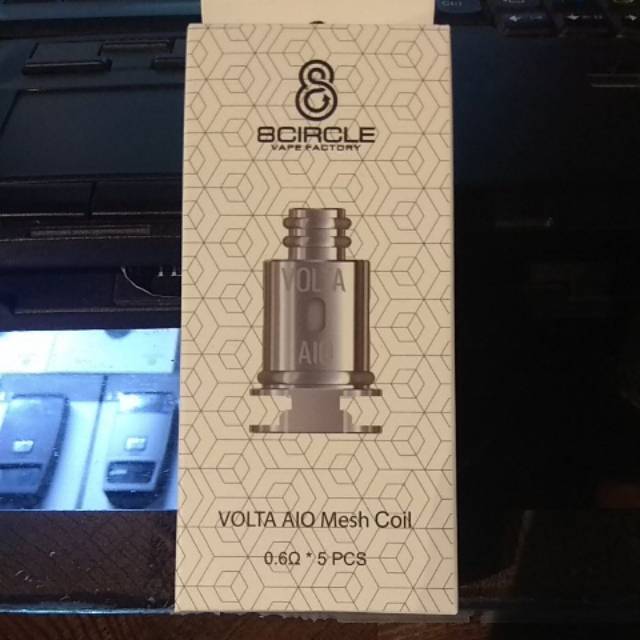 8CIRCLE
VAPE FACTORY
VOLTA
AIO
VOLTA AIO Mesh Coil
0.6Ω * 5 PCS